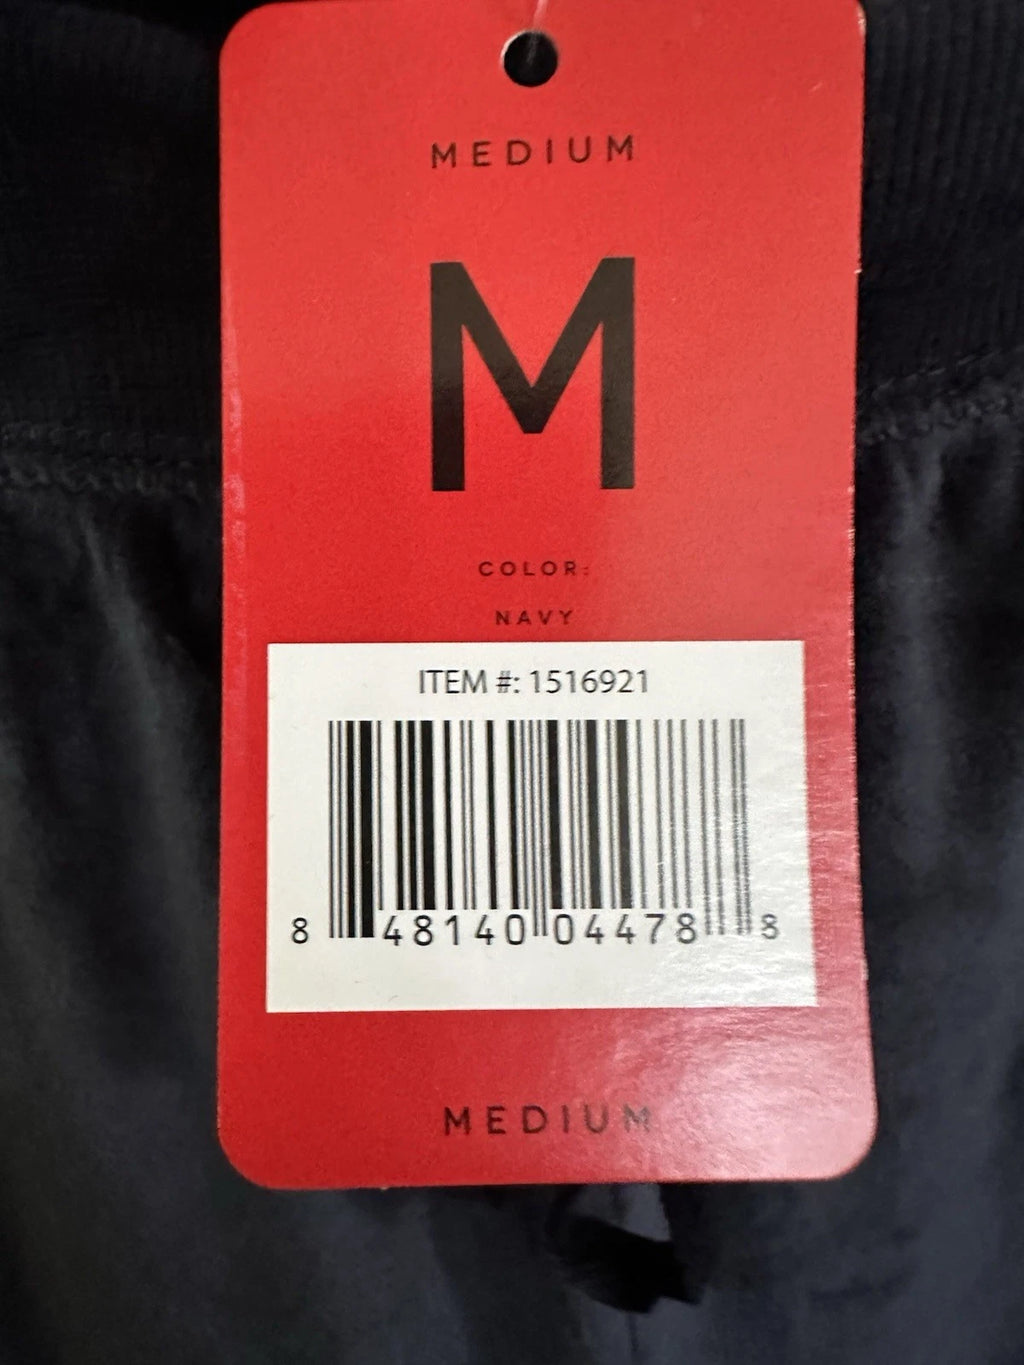 MEDIUM
M
COLOR:
NAVY
ITEM #: 1516921
8 48140 04478 8
MEDIUM